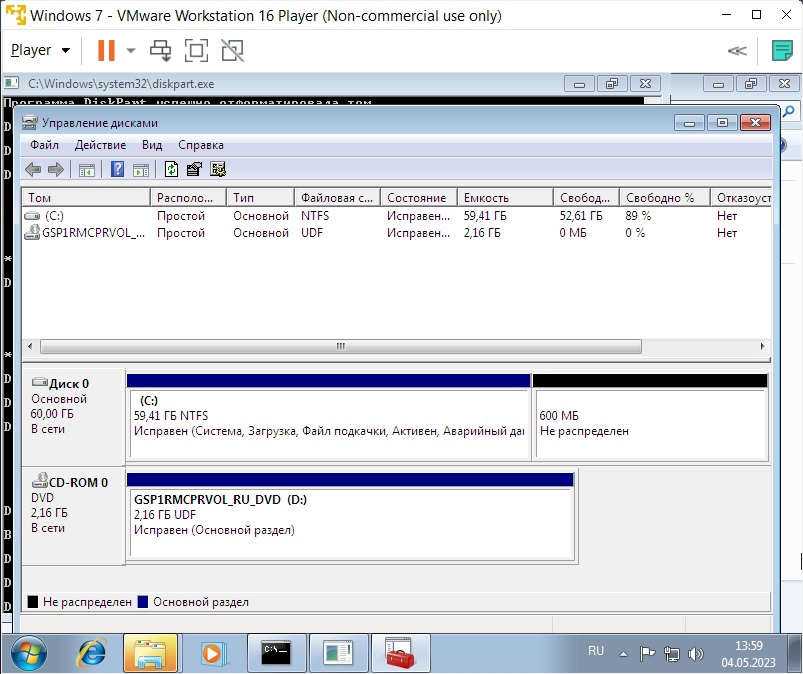 Windows 7 - VMware Workstation 16 Player (Non-commercial use only)
Player
C:\Windows\system32\diskpart.exe
Программа DiskPart успешно отформатировала том
Управление дисками
Файл Действие Вид Справка
Том Располо... Тип Файловая с... Состояние Емкость Свобод... Свободно % Отказоуст
(C:) Простой Основной NTFS Исправен... 59,41 ГБ 52,61 ГБ 89 % Нет
GSP1RMCPRVOL_... Простой Основной UDF Исправен... 2,16 ГБ 0 МБ 0 % Нет
Диск 0
Основной
60,00 ГБ
В сети
(C:)
59,41 ГБ NTFS
Исправен (Система, Загрузка, Файл подкачки, Активен, Аварийный да
600 МБ
Не распределен
CD-ROM 0
DVD
2,16 ГБ
В сети
GSP1RMCPRVOL_RU_DVD (D:)
2,16 ГБ UDF
Исправен (Основной раздел)
Не распределен Основной раздел
RU
13:59
04.05.2023